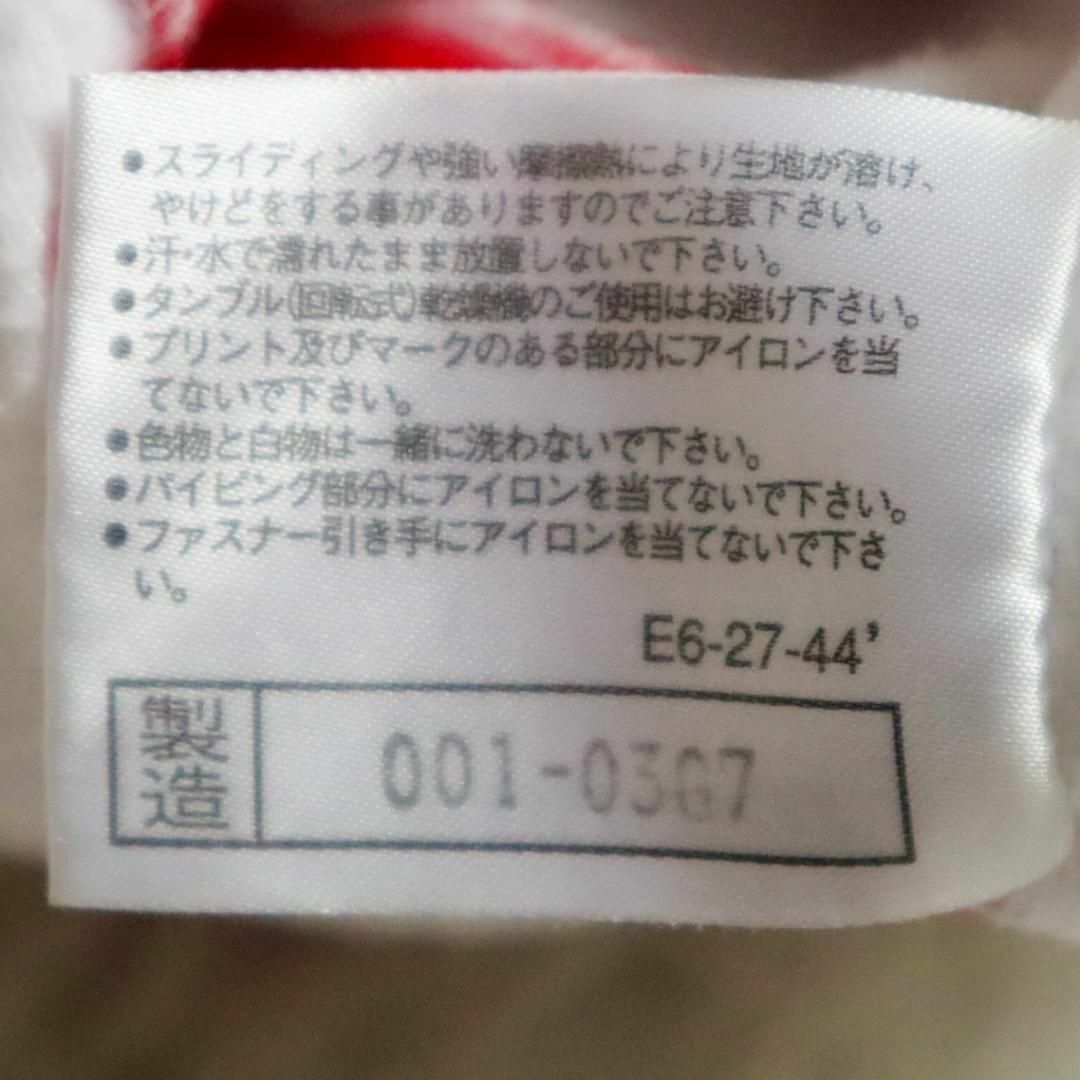 ●スライディングや強い摩擦熱により生地が溶け、
やけどをする事がありますのでご注意下さい。
●汗・水で濡れたまま放置しないで下さい。
●タンブル(回転式)乾燥機のご使用はお避け下さい。
●プリント及びマークのある部分にアイロンを当
てないで下さい。
●色物と白物は一緒に洗わないで下さい。
●パイピング部分にアイロンを当てないで下さい。
●ファスナー引き手にアイロンを当てないで下さ
い。
E6-27-44'
製造 001-03G7